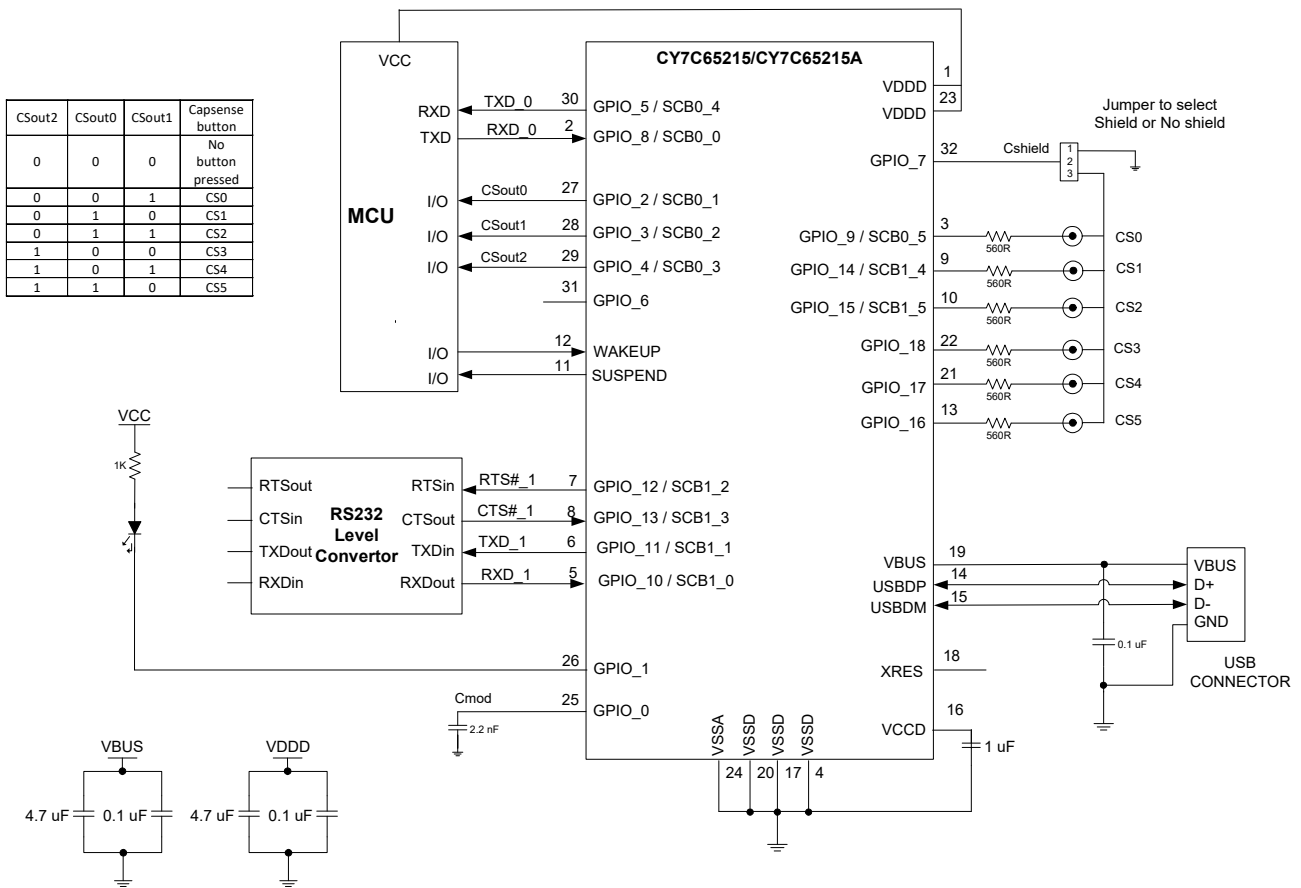 CSout2 CSout0 CSout1 Capsense button
0 0 0 No button pressed
0 0 1 CS0
0 1 0 CS1
0 1 1 CS2
1 0 0 CS3
1 0 1 CS4
1 1 0 CS5
VCC
RXD
TXD
I/O
MCU
I/O
I/O
I/O
I/O
TXD_0
RXD_0
CSout0
CSout1
CSout2
CY7C65215/CY7C65215A
30 GPIO_5 / SCB0_4
2 GPIO_8 / SCB0_0
27 GPIO_2 / SCB0_1
28 GPIO_3 / SCB0_2
29 GPIO_4 / SCB0_3
31 GPIO_6
12 WAKEUP
11 SUSPEND
7 GPIO_12 / SCB1_2
8 GPIO_13 / SCB1_3
6 GPIO_11 / SCB1_1
5 GPIO_10 / SCB1_0
26 GPIO_1
25 GPIO_0
VDDD 1
VDDD 23
GPIO_7 32
GPIO_9 / SCB0_5 3
GPIO_14 / SCB1_4 9
GPIO_15 / SCB1_5 10
GPIO_18 22
GPIO_17 21
GPIO_16 13
VBUS 19
USBDP 14
USBDM 15
XRES 18
VCCD 16
VSSA VSSD VSSD VSSD
24 20 17 4
Jumper to select
Shield or No shield
Cshield
1
2
3
560R CS0
560R CS1
560R CS2
560R CS3
560R CS4
560R CS5
VBUS
D+
D-
GND
0.1 uF
USB
CONNECTOR
1 uF
VCC
1K
RTSout RTSin RTS#_1
CTSin CTSout CTS#_1
TXDout TXDin TXD_1
RXDin RXDout RXD_1
RS232
Level
Convertor
Cmod
2.2 nF
VBUS
4.7 uF 0.1 uF
VDDD
4.7 uF 0.1 uF